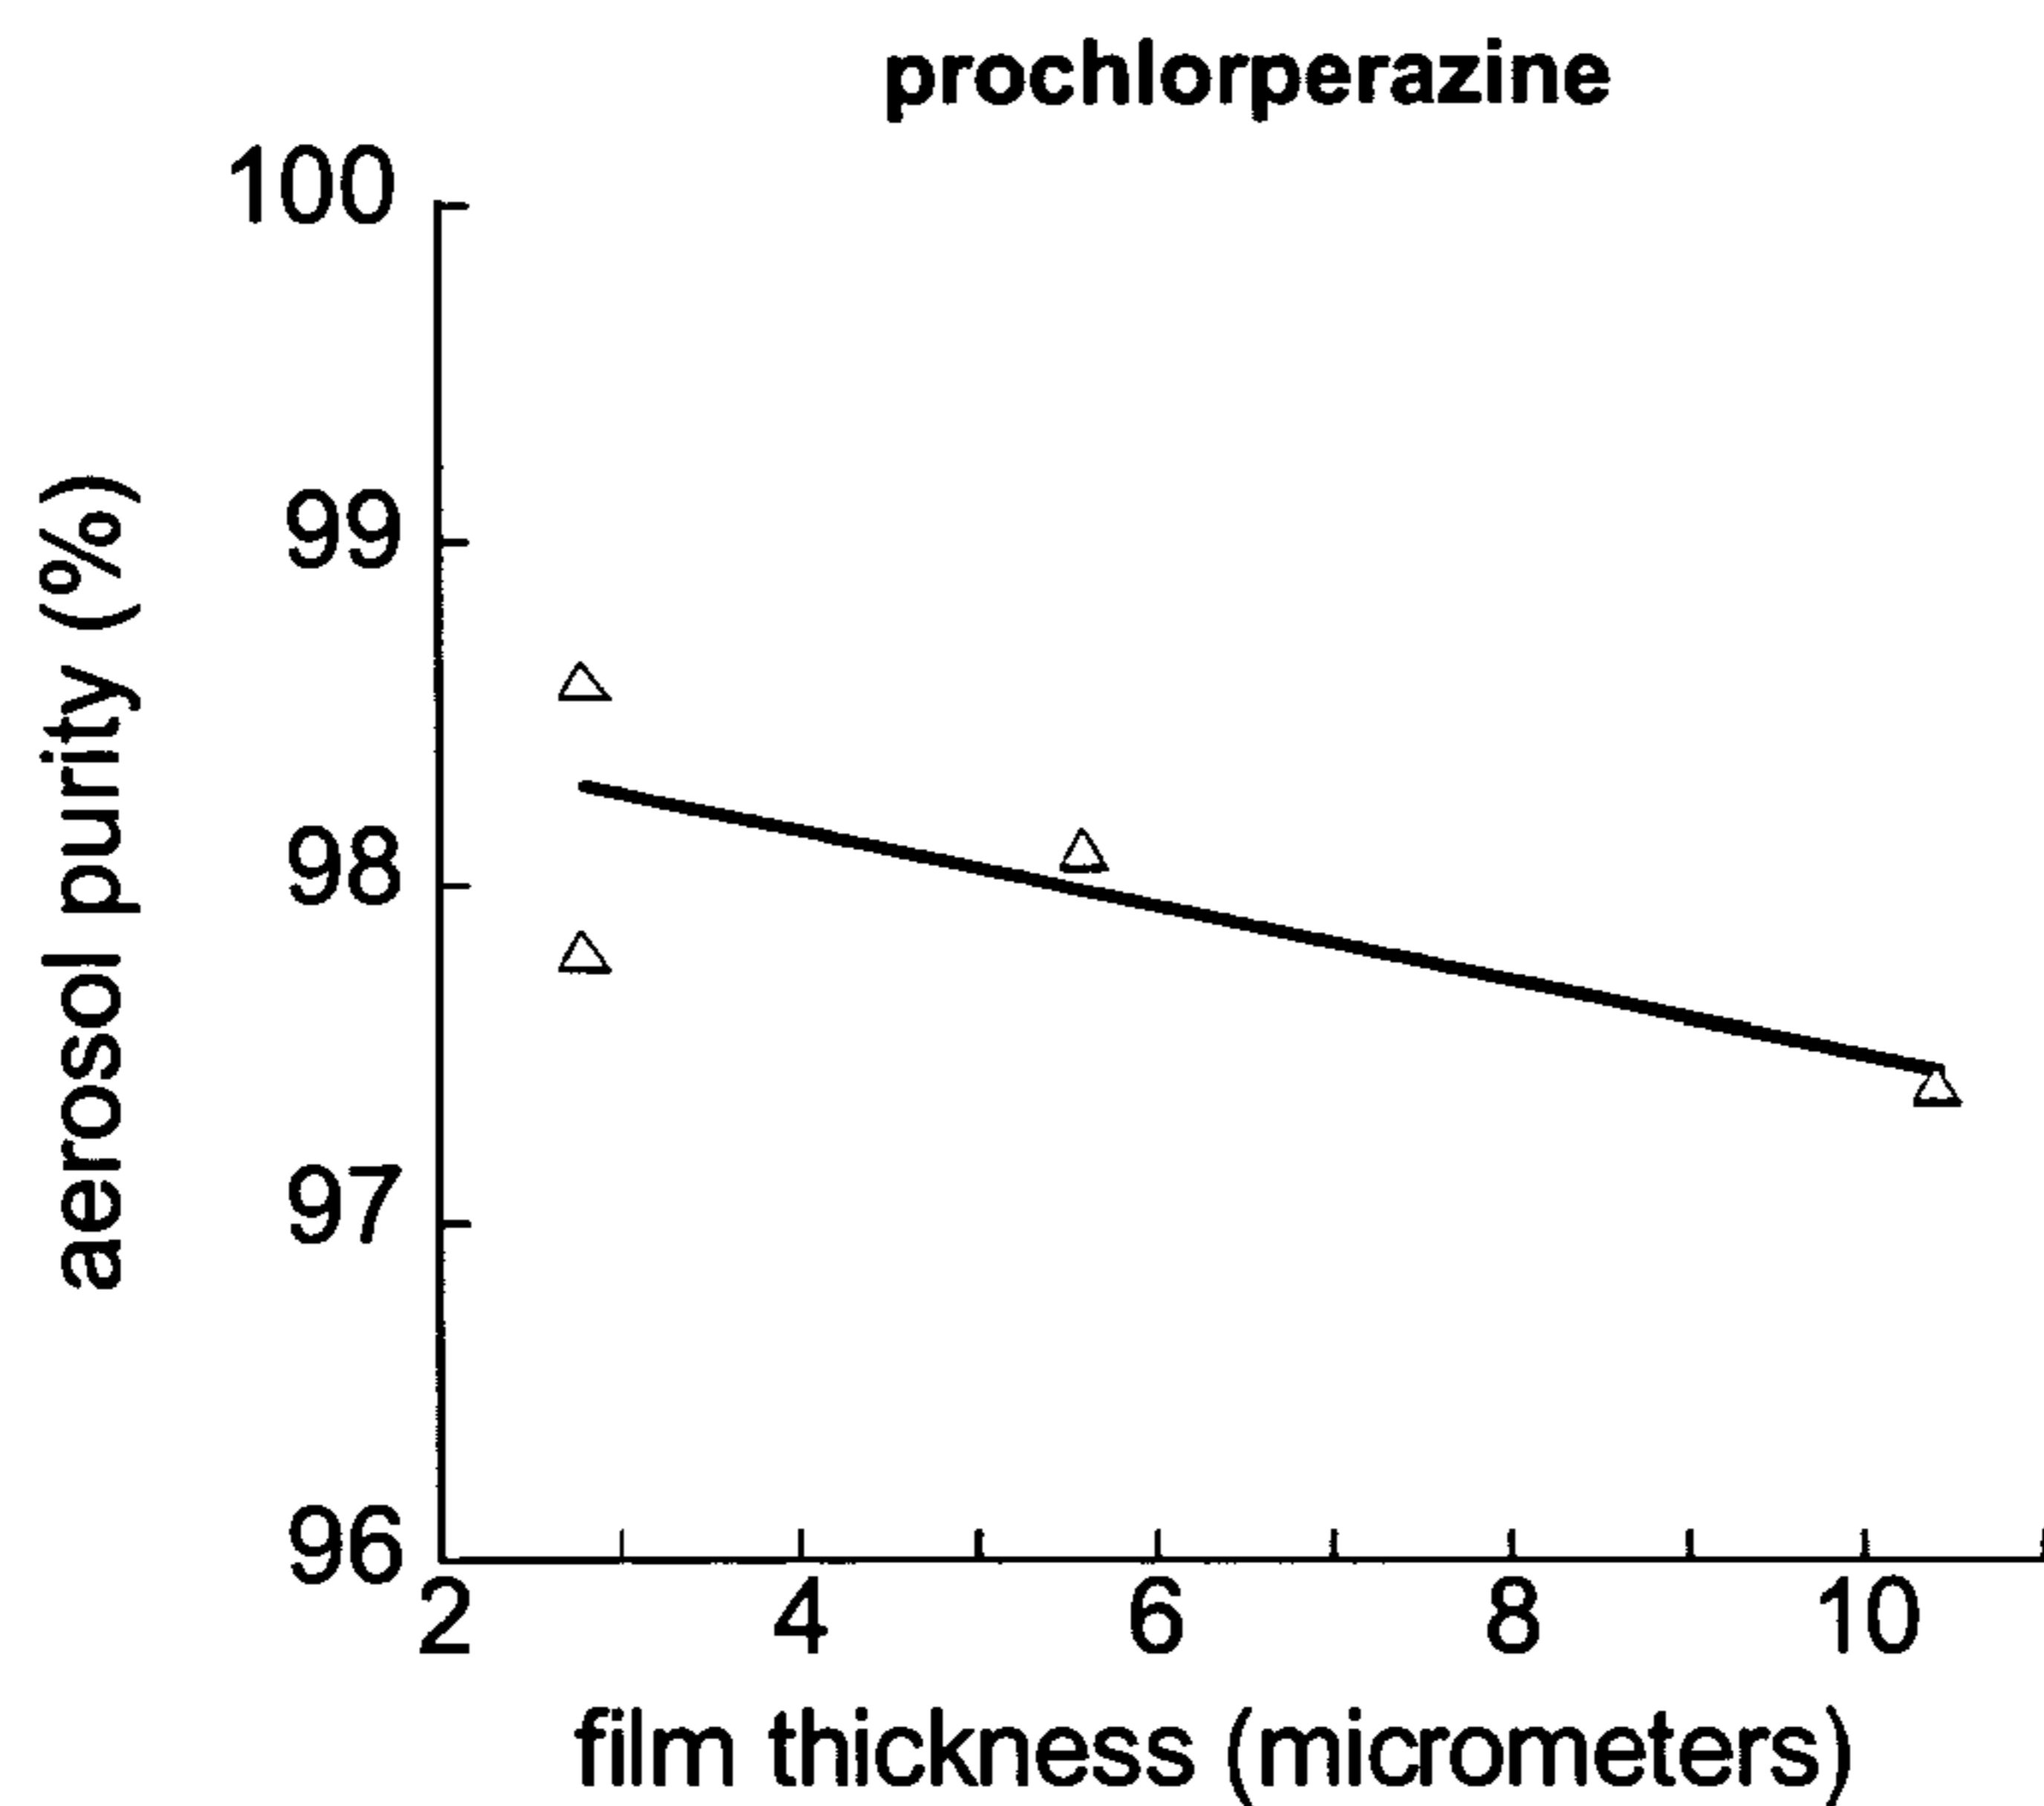 prochlorperazine
100
99
98
97
96
aerosol purity (%)
2 4 6 8 10
film thickness (micrometers)